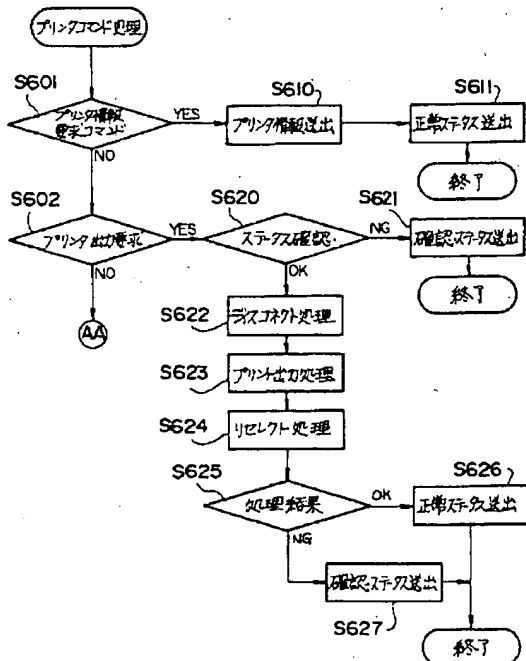 プリンタコマンド処理
S601
プリンタ情報
要求コマンド
YES
NO
S610
プリンタ情報送出
S611
正常ステータス送出
終了
S602
プリンタ出力要求
YES
NO
AA
S620
ステータス確認
NG
OK
S621
確認ステータス送出
終了
S622
ディスコネクト処理
S623
プリント出力処理
S624
リセレクト処理
S625
処理結果
OK
NG
S626
正常ステータス送出
確認ステータス送出
S627
終了